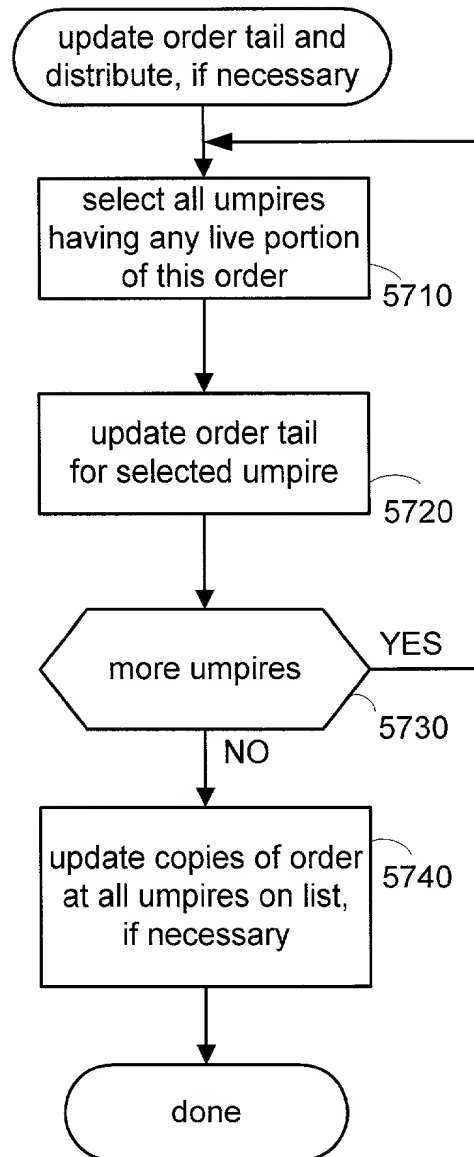 update order tail and
distribute, if necessary
select all umpires
having any live portion
of this order
5710
update order tail
for selected umpire
5720
more umpires
YES
5730
NO
update copies of order
at all umpires on list,
if necessary
5740
done